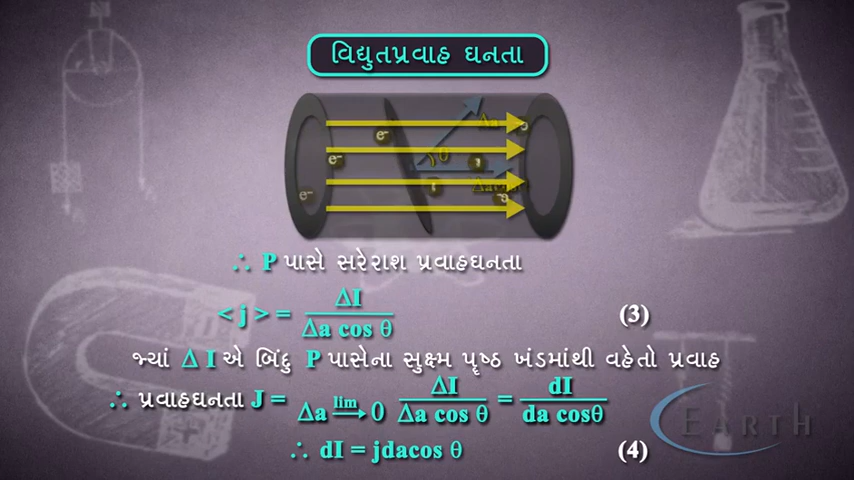 વિદ્યુતપ્રવાહ ઘનતા
e⁻
e⁻
e⁻
θ
∴ P પાસે સરેરાશ પ્રવાહઘનતા
< j > = ΔI / Δa cos θ (3)
જ્યાં Δ I એ બિંદુ P પાસેના સુક્ષ્મ પૃષ્ઠ ખંડમાંથી વહેતો પ્રવાહ
∴ પ્રવાહઘનતા J = lim Δa → 0 ΔI / Δa cos θ = dI / da cosθ
∴ dI = jdacos θ (4)
EARTH